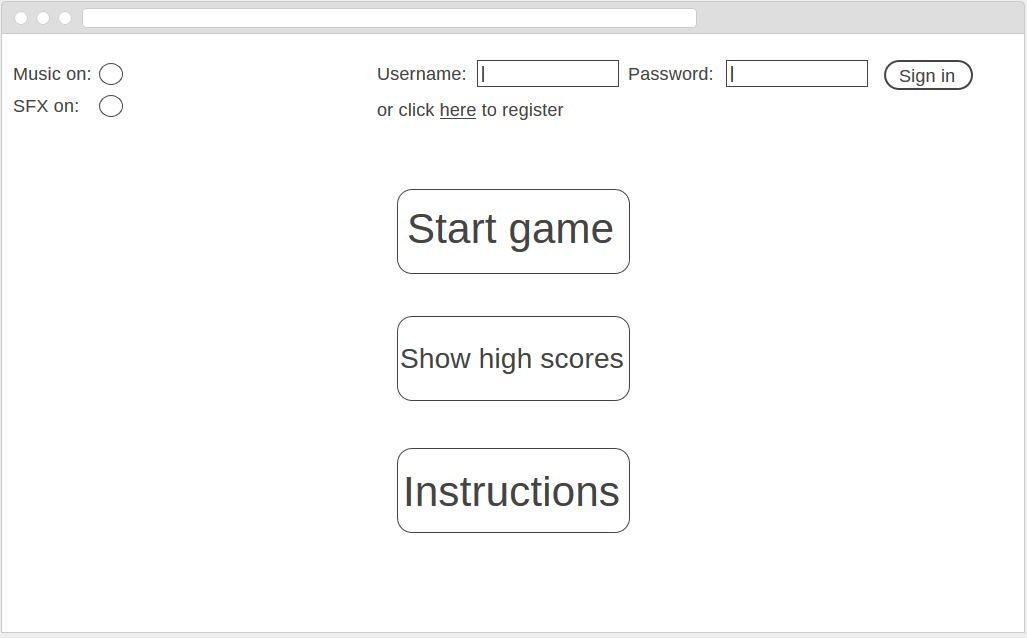 Music on:
SFX on:
Username: Password: Sign in
or click here to register
Start game
Show high scores
Instructions